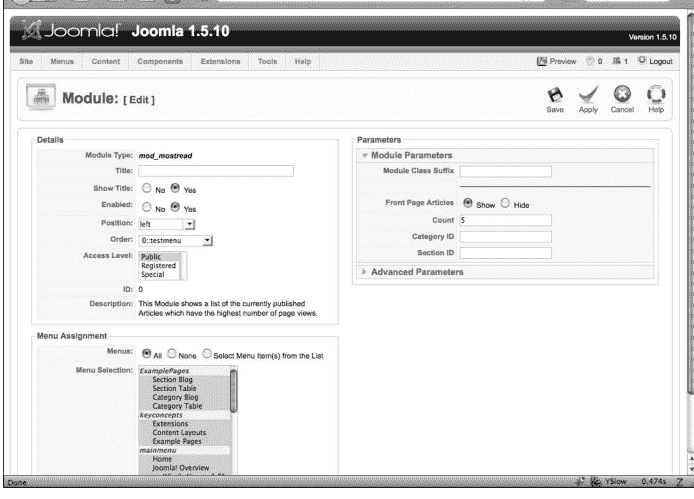 Joomla! Joomla 1.5.10
Version 1.5.10
Site Menus Content Components Extensions Tools Help
Preview 0 1 Logout
Module: [ Edit ]
Save Apply Cancel Help
Details
Module Type: mod_mostread
Title:
Show Title: No Yes
Enabled: No Yes
Position: left
Order: 0::testmenu
Access Level: Public
Registered
Special
ID: 0
Description: This Module shows a list of the currently published
Articles which have the highest number of page views.
Menu Assignment
Menus: All None Select Menu Item(s) from the List
Menu Selection: ExamplePages
Section Blog
Section Table
Category Blog
Category Table
keyconcepts
Extensions
Content Layouts
Example Pages
mainmenu
Home
Joomla! Overview
Parameters
Module Parameters
Module Class Suffix
Front Page Articles Show Hide
Count 5
Category ID
Section ID
Advanced Parameters
Done
YSlow 0.474s